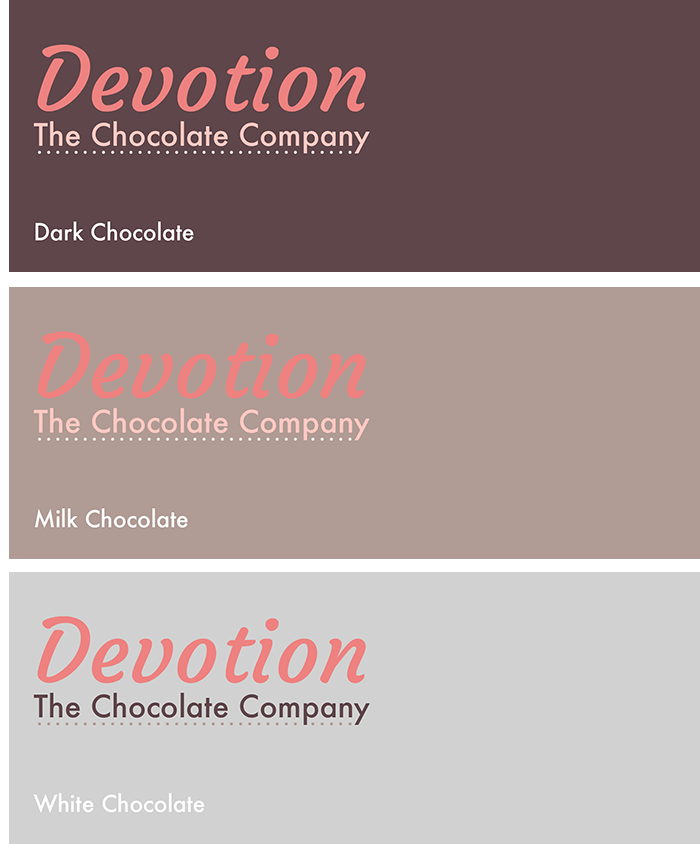 Devotion
The Chocolate Company
Dark Chocolate
Devotion
The Chocolate Company
Milk Chocolate
Devotion
The Chocolate Company
White Chocolate